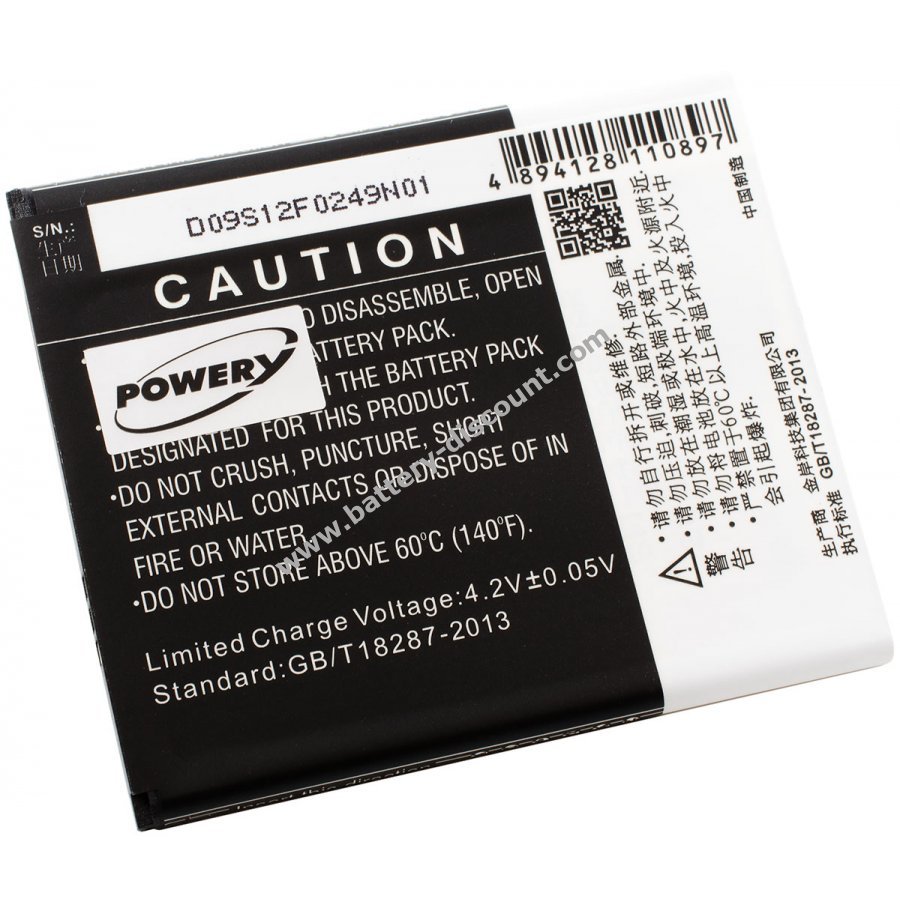 S/N.:
生产
日期
D09S12F0249N01
CAUTION
O DISASSEMBLE, OPEN
ATTERY PACK.
H THE BATTERY PACK
DESIGNATED FOR THIS PRODUCT.
•DO NOT CRUSH, PUNCTURE, SHORT
EXTERNAL CONTACTS OR DISPOSE OF IN
FIRE OR WATER.
•DO NOT STORE ABOVE 60°C (140°F).
Limited Charge Voltage:4.2V±0.05V
Standard:GB/T18287-2013
Insert this direction
POWERY
www.battery-discount.com
4 894128 110897
中国制造
警告
•请勿自行拆开或维修.
•请勿压迫,刺破,短路外部金属,
•请勿在潮湿或极端环境中,
•请勿将电池放在水中,火中及火源附近
•严禁置于60℃以上高温环境,投入火中
会引起爆炸.
生产商 金岸科技集团有限公司
执行标准 GB/T18287-2013